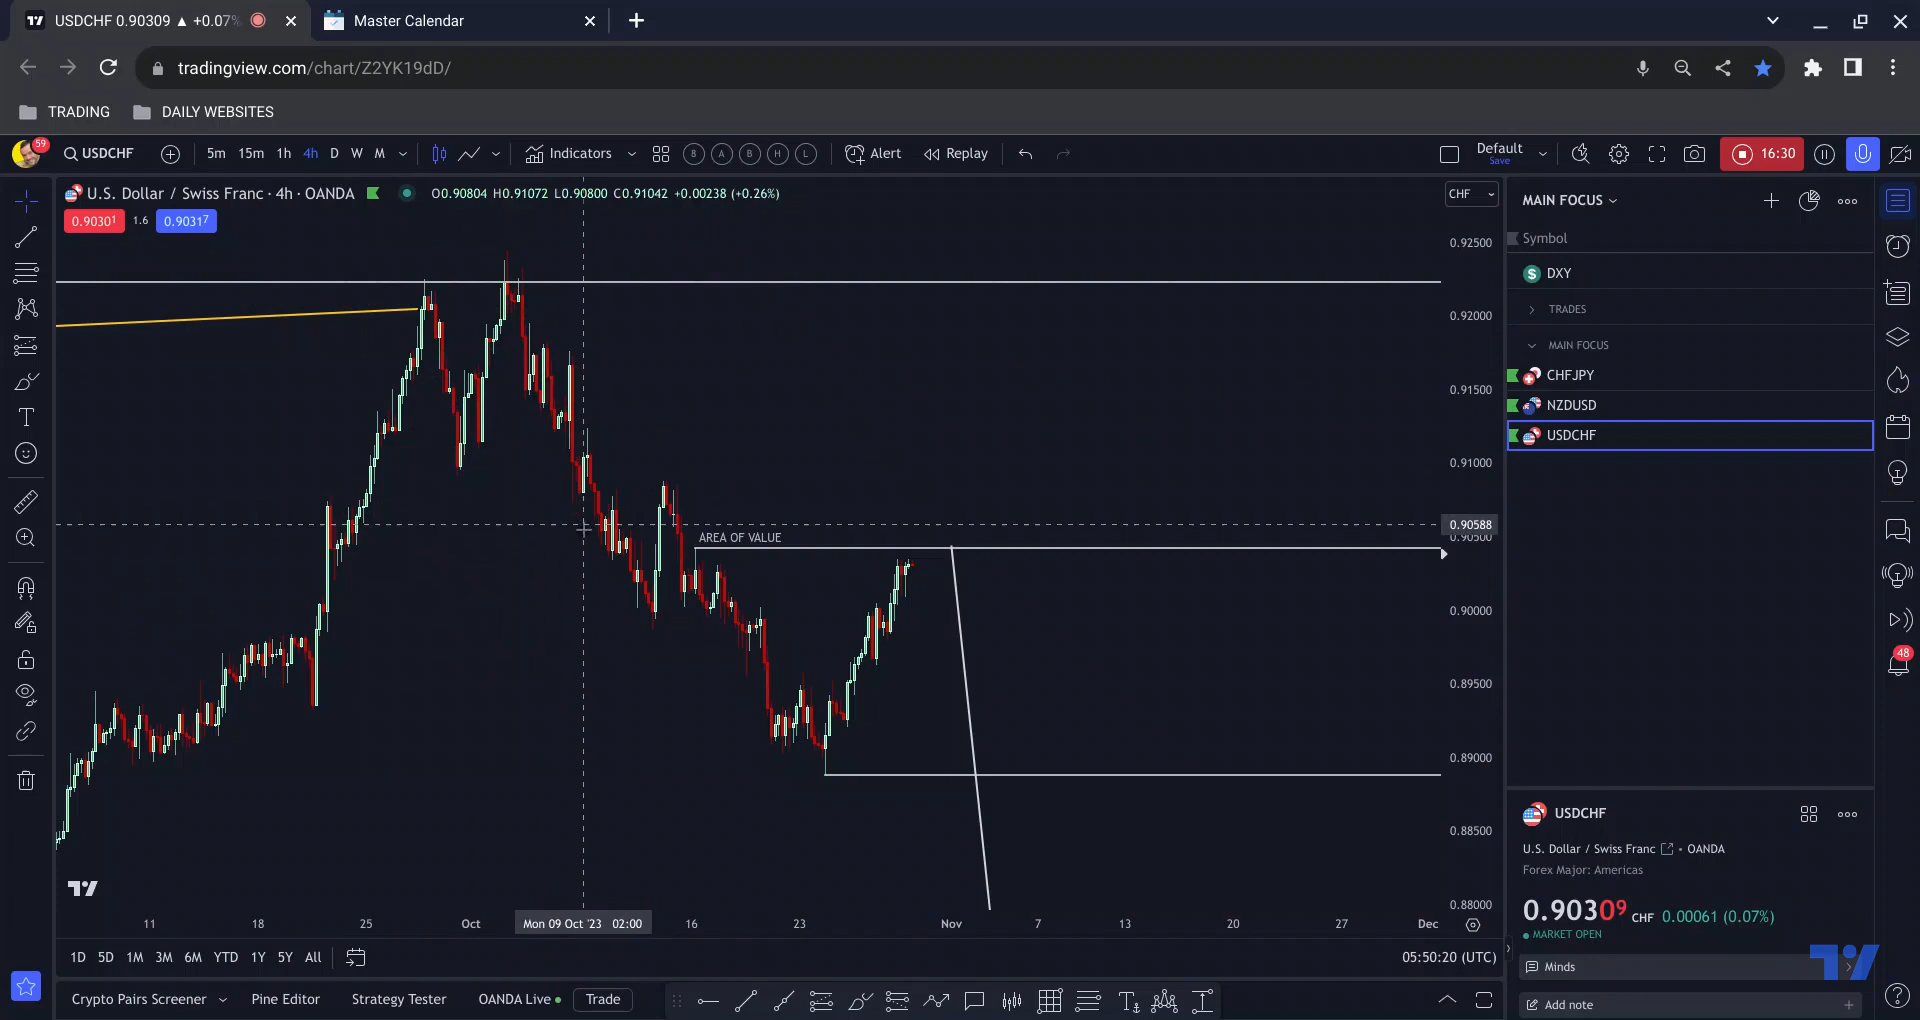 USDCHF 0.90309 ▲ +0.07%
Master Calendar
tradingview.com/chart/Z2YK19dD/
TRADING
DAILY WEBSITES
59
USDCHF
5m 15m 1h 4h D W M
Indicators
8 A B H L
Alert
Replay
Default
Save
16:30
U.S. Dollar / Swiss Franc · 4h · OANDA
O0.90804 H0.91072 L0.90800 C0.91042 +0.00238 (+0.26%)
CHF
0.90301 1.6 0.90317
0.92500
0.92000
0.91500
0.91000
0.90588
0.90500
0.90000
0.89500
0.89000
0.88500
0.88000
AREA OF VALUE
11 18 25 Oct Mon 09 Oct '23 02:00 16 23 Nov 7 13 20 27 Dec
1D 5D 1M 3M 6M YTD 1Y 5Y All
05:50:20 (UTC)
Crypto Pairs Screener
Pine Editor
Strategy Tester
OANDA Live
Trade
MAIN FOCUS
Symbol
DXY
TRADES
MAIN FOCUS
CHFJPY
NZDUSD
USDCHF
48
USDCHF
U.S. Dollar / Swiss Franc • OANDA
Forex Major: Americas
0.90309 CHF 0.00061 (0.07%)
MARKET OPEN
Minds
Add note